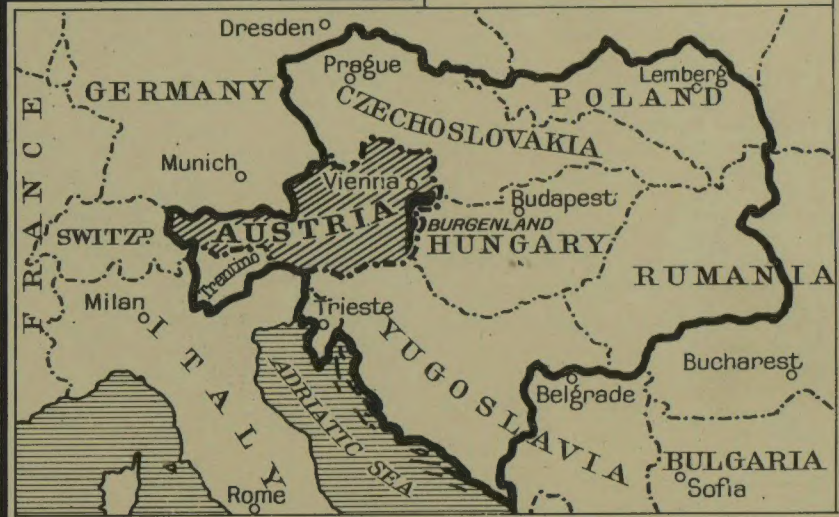 Dresden
Prague
Lemberg
GERMANY
POLAND
CZECHOSLOVAKIA
FRANCE
Munich
Vienna
Budapest
AUSTRIA
BURGENLAND
SWITZ'D.
HUNGARY
Trentino
RUMANIA
Milan
Trieste
ITALY
YUGOSLAVIA
Bucharest
Belgrade
ADRIATIC SEA
BULGARIA
Sofia
Rome